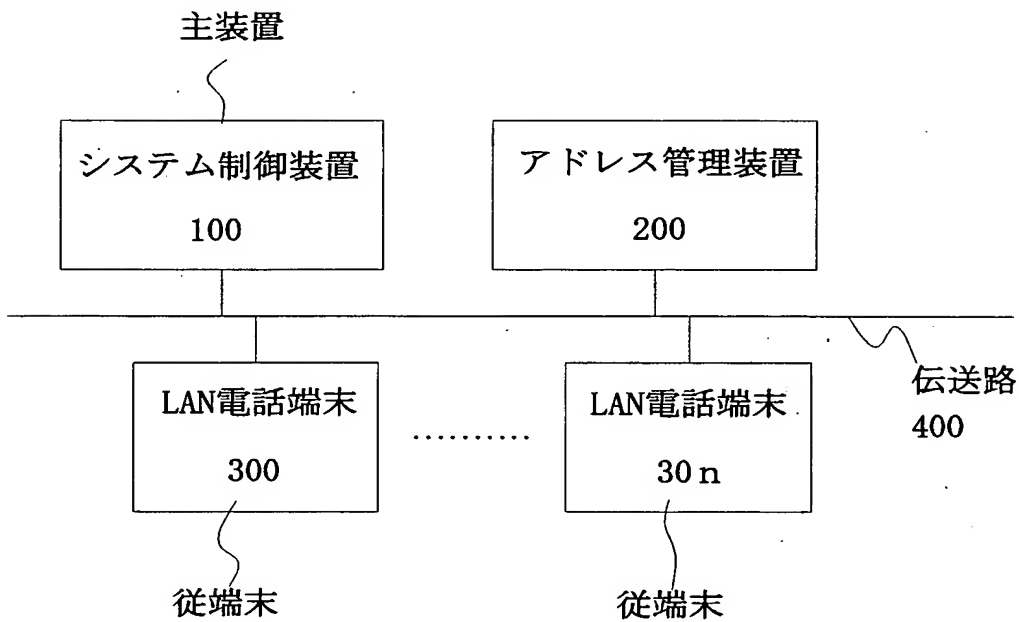 主装置
システム制御装置
100
アドレス管理装置
200
LAN電話端末
300
..........
LAN電話端末
30n
伝送路
400
従端末
従端末